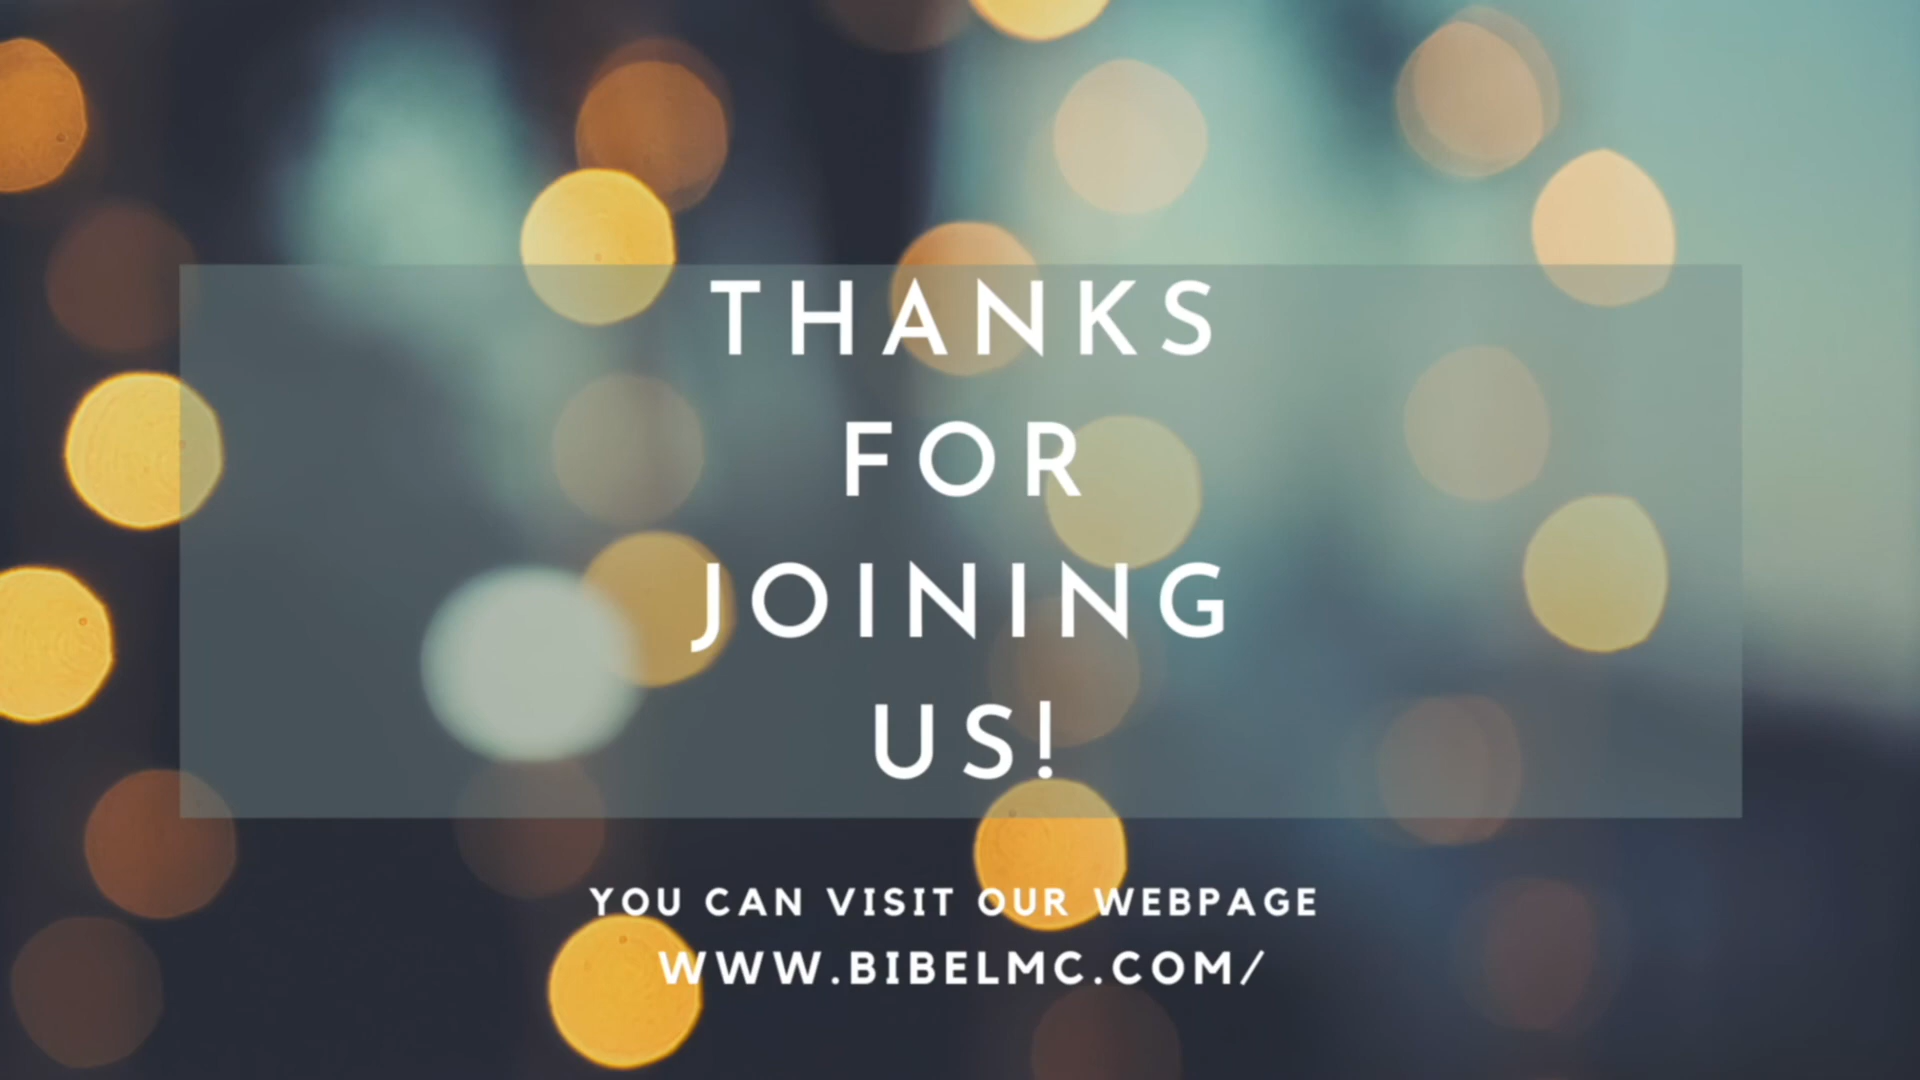 THANKS
FOR
JOINING
US!
YOU CAN VISIT OUR WEBPAGE
WWW.BIBELMC.COM/